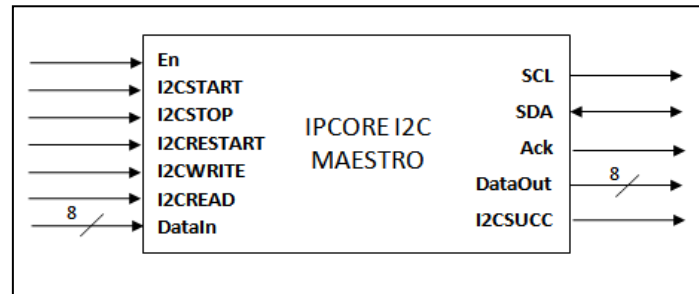 En
I2CSTART
I2CSTOP
I2CRESTART
I2CWRITE
I2CREAD
8
DataIn
IPCORE I2C
MAESTRO
SCL
SDA
Ack
DataOut
8
I2CSUCC